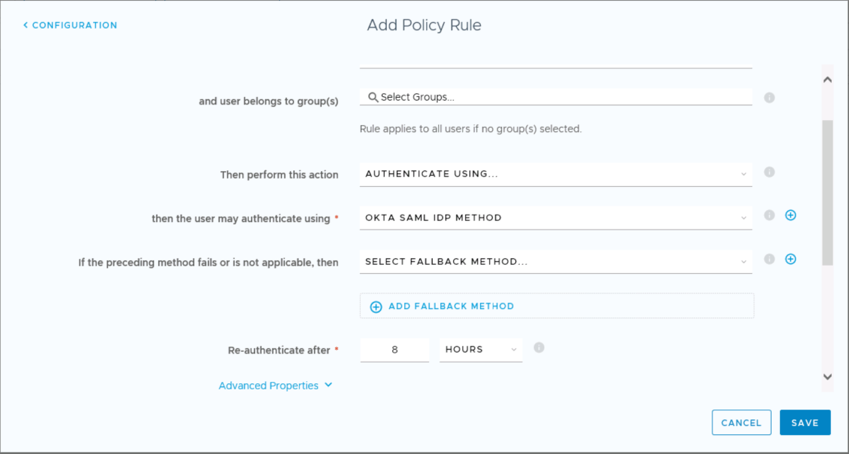 CONFIGURATION
Add Policy Rule
and user belongs to group(s)
Select Groups...
Rule applies to all users if no group(s) selected.
Then perform this action
AUTHENTICATE USING...
then the user may authenticate using *
OKTA SAML IDP METHOD
If the preceding method fails or is not applicable, then
SELECT FALLBACK METHOD...
ADD FALLBACK METHOD
Re-authenticate after *
8
HOURS
Advanced Properties
CANCEL
SAVE